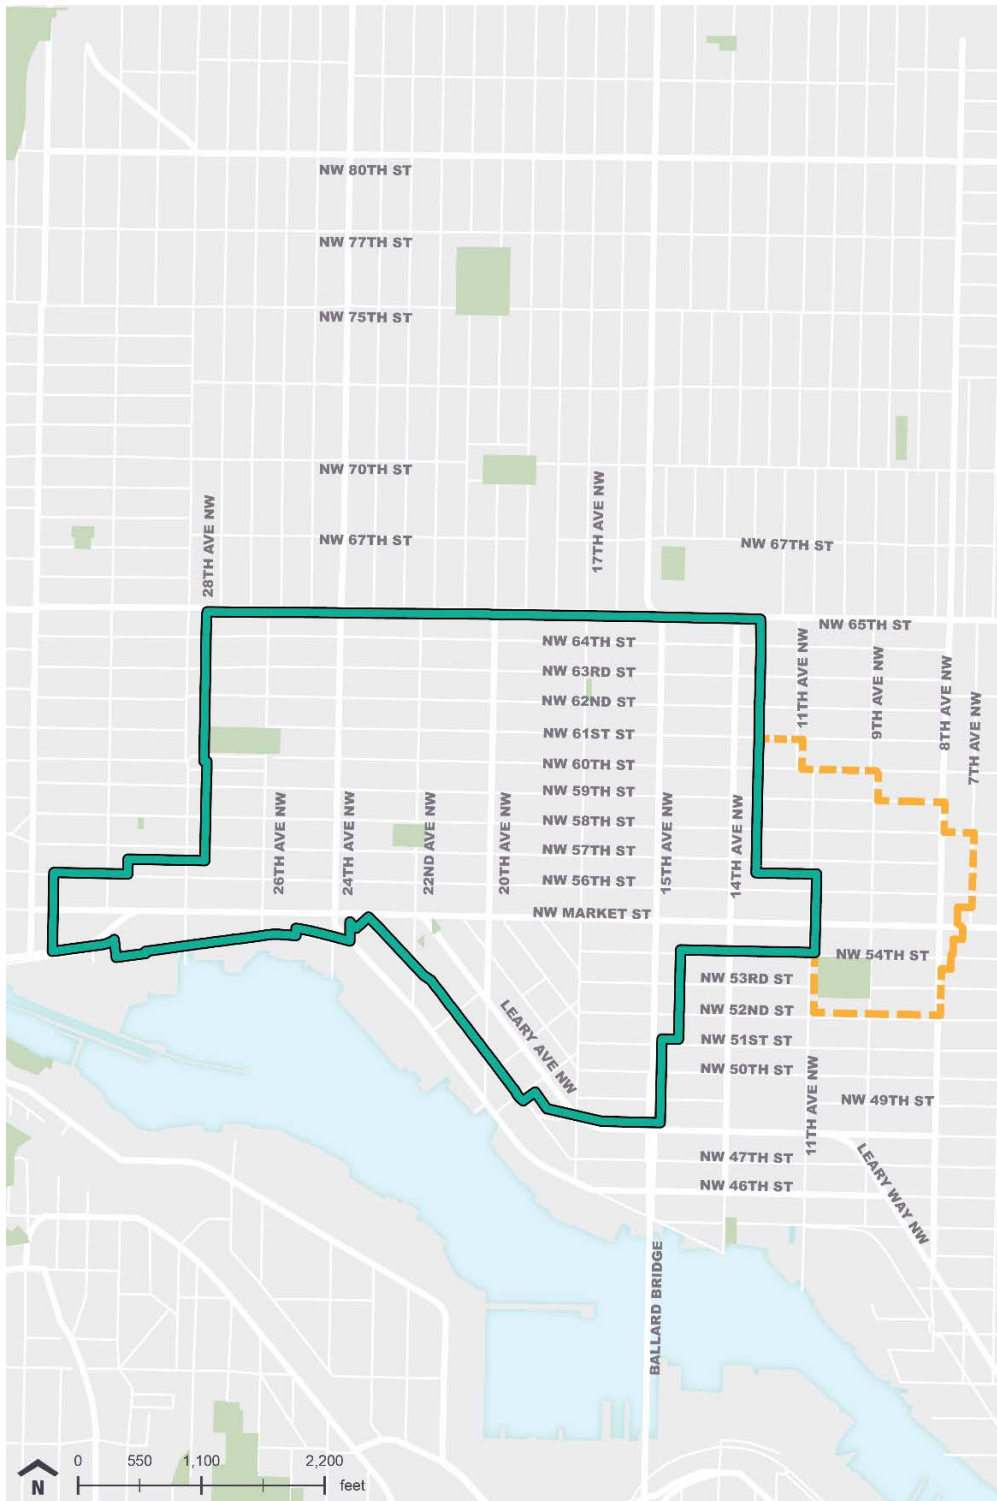 NW 80TH ST
NW 77TH ST
NW 75TH ST
NW 70TH ST
17TH AVE NW
28TH AVE NW
NW 67TH ST
NW 67TH ST
NW 65TH ST
NW 64TH ST
11TH AVE NW
9TH AVE NW
8TH AVE NW
7TH AVE NW
NW 63RD ST
NW 62ND ST
NW 61ST ST
NW 60TH ST
NW 59TH ST
26TH AVE NW
24TH AVE NW
22ND AVE NW
20TH AVE NW
15TH AVE NW
14TH AVE NW
NW 58TH ST
NW 57TH ST
NW 56TH ST
NW MARKET ST
NW 54TH ST
NW 53RD ST
NW 52ND ST
LEARY AVE NW
NW 51ST ST
NW 50TH ST
11TH AVE NW
NW 49TH ST
NW 47TH ST
NW 46TH ST
LEARY WAY NW
BALLARD BRIDGE
N
0 550 1,100 2,200
feet